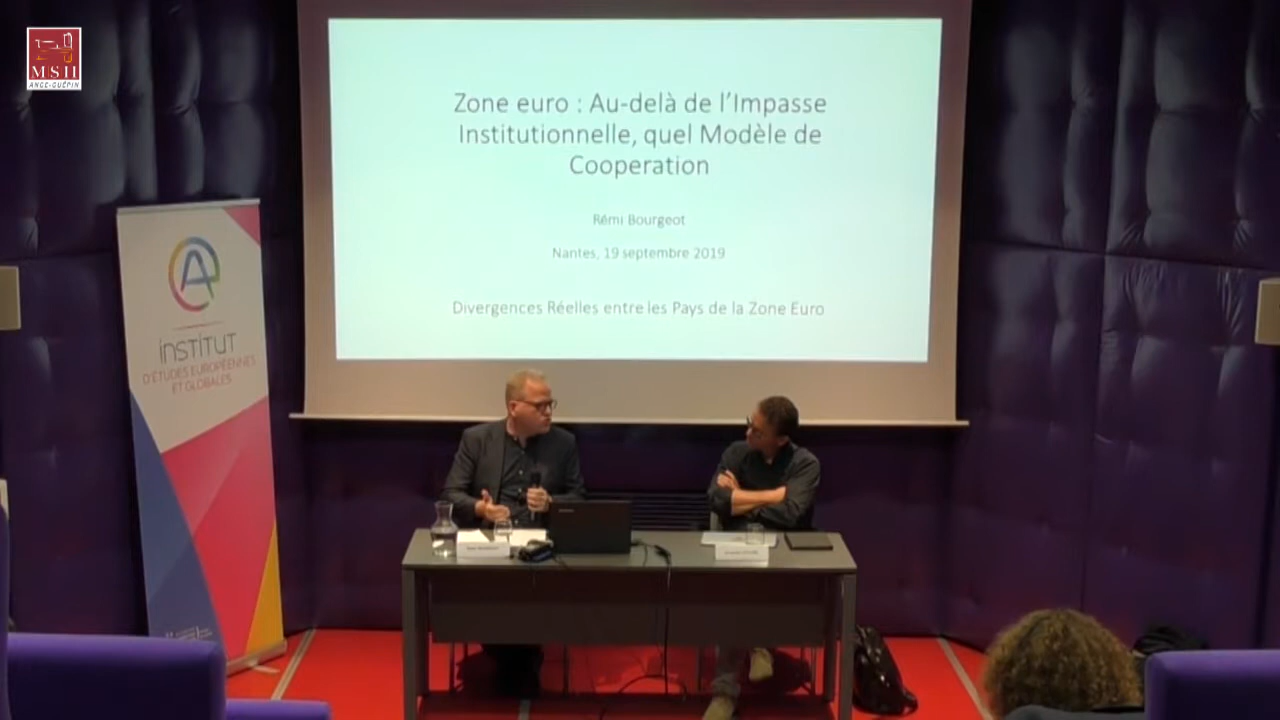 MSH
ANGE-GUÉPIN
Zone euro : Au-delà de l'Impasse
Institutionnelle, quel Modèle de
Cooperation
Rémi Bourgeot
Nantes, 19 septembre 2019
Divergences Réelles entre les Pays de la Zone Euro
A
institut
D'ÉTUDES EUROPÉENNES
ET GLOBALES